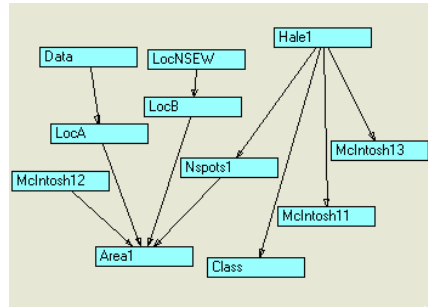 Hale1
Data
LocNSEW
LocB
LocA
McIntosh13
Nspots1
McIntosh12
McIntosh11
Area1
Class